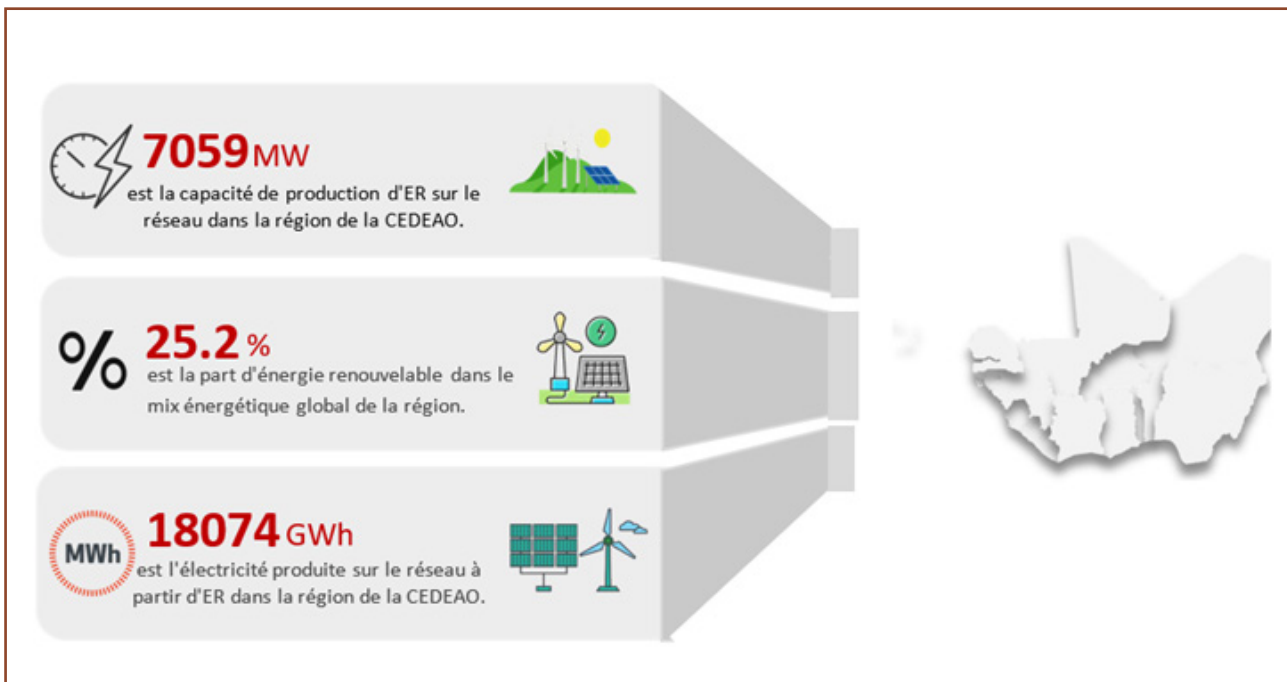 7059 MW
est la capacité de production d'ER sur le
réseau dans la région de la CEDEAO.
%
25.2 %
est la part d'énergie renouvelable dans le
mix énergétique global de la région.
MWh
18074 GWh
est l'électricité produite sur le réseau à
partir d'ER dans la région de la CEDEAO.